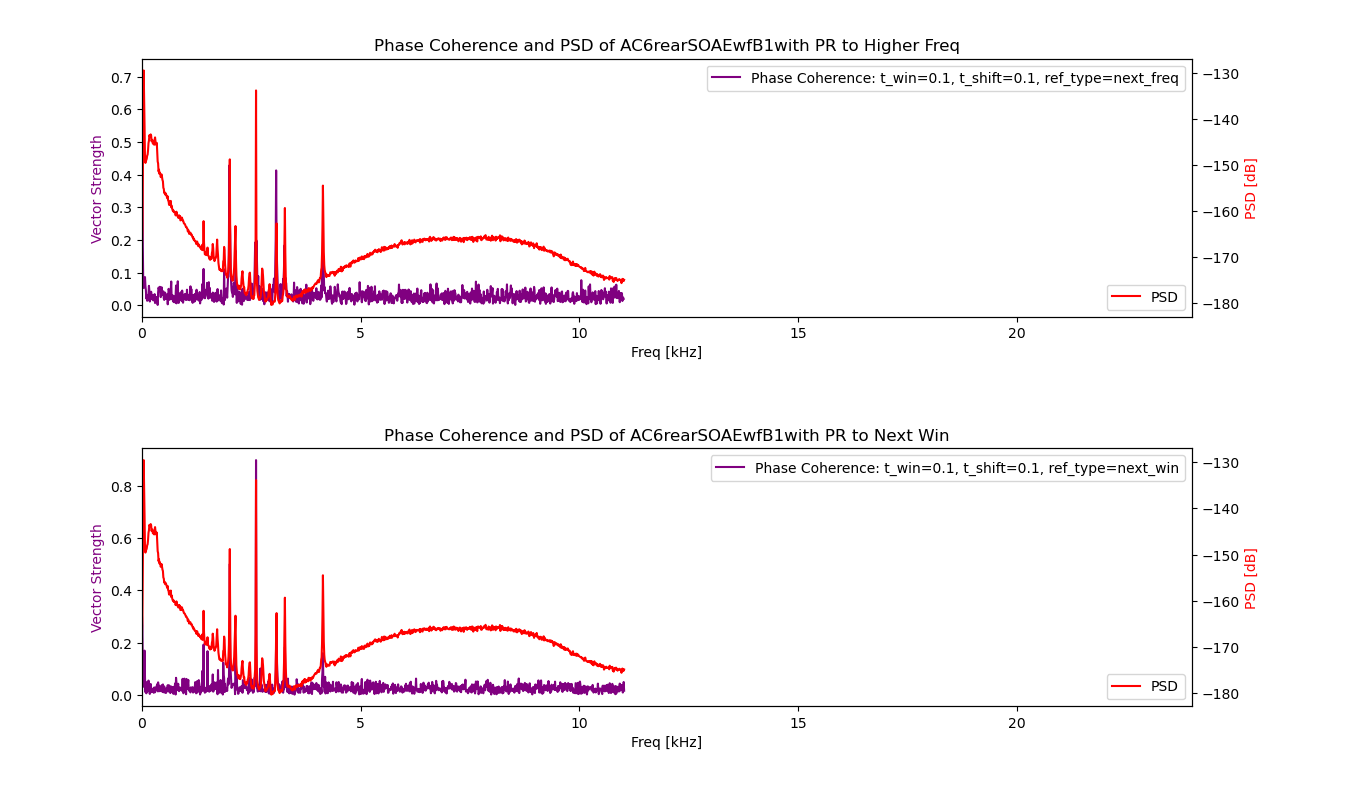 Phase Coherence and PSD of AC6rearSOAEwfB1with PR to Higher Freq
Phase Coherence: t_win=0.1, t_shift=0.1, ref_type=next_freq
PSD
Vector Strength
PSD [dB]
0.7
0.6
0.5
0.4
0.3
0.2
0.1
0.0
−130
−140
−150
−160
−170
−180
0 5 10 15 20
Freq [kHz]
Phase Coherence and PSD of AC6rearSOAEwfB1with PR to Next Win
Phase Coherence: t_win=0.1, t_shift=0.1, ref_type=next_win
PSD
Vector Strength
PSD [dB]
0.8
0.6
0.4
0.2
0.0
−130
−140
−150
−160
−170
−180
0 5 10 15 20
Freq [kHz]